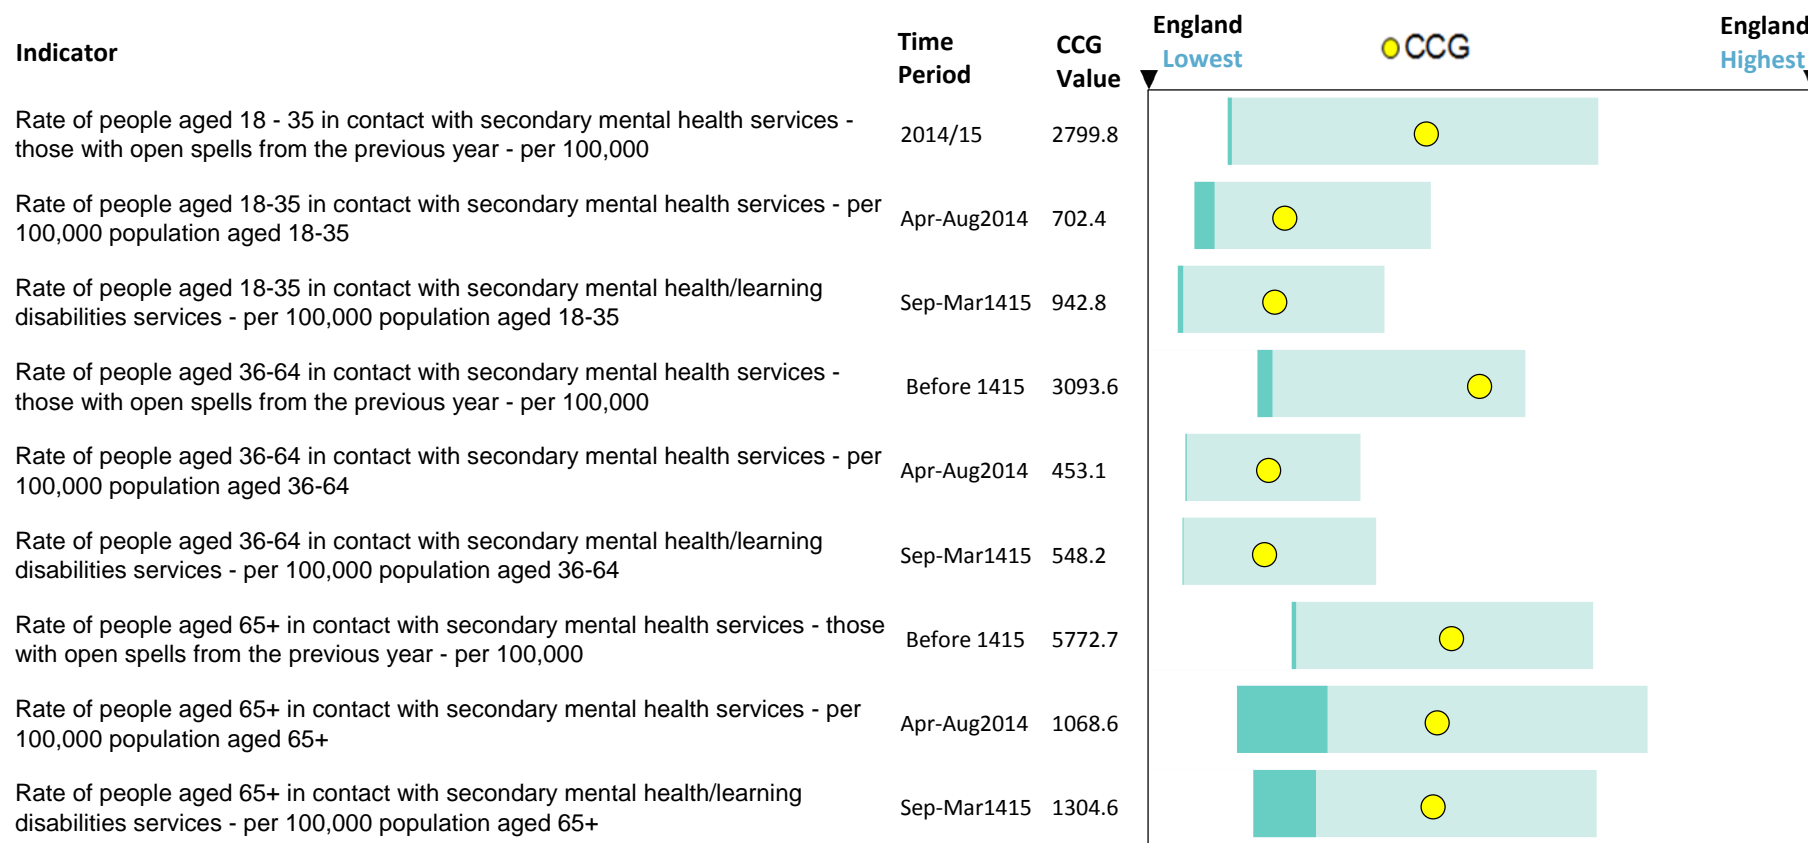 Indicator
Time
Period
CCG
Value
England
Lowest
CCG
England
Highest
Rate of people aged 18 - 35 in contact with secondary mental health services -
those with open spells from the previous year - per 100,000
2014/15
2799.8
Rate of people aged 18-35 in contact with secondary mental health services - per
100,000 population aged 18-35
Apr-Aug2014
702.4
Rate of people aged 18-35 in contact with secondary mental health/learning
disabilities services - per 100,000 population aged 18-35
Sep-Mar1415
942.8
Rate of people aged 36-64 in contact with secondary mental health services -
those with open spells from the previous year - per 100,000
Before 1415
3093.6
Rate of people aged 36-64 in contact with secondary mental health services - per
100,000 population aged 36-64
Apr-Aug2014
453.1
Rate of people aged 36-64 in contact with secondary mental health/learning
disabilities services - per 100,000 population aged 36-64
Sep-Mar1415
548.2
Rate of people aged 65+ in contact with secondary mental health services - those
with open spells from the previous year - per 100,000
Before 1415
5772.7
Rate of people aged 65+ in contact with secondary mental health services - per
100,000 population aged 65+
Apr-Aug2014
1068.6
Rate of people aged 65+ in contact with secondary mental health/learning
disabilities services - per 100,000 population aged 65+
Sep-Mar1415
1304.6